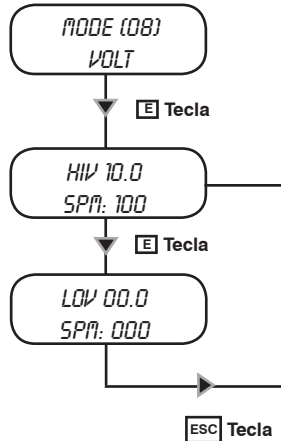 MODE (08)
VOLT
E Tecla
HIV 10.0
SPM: 100
E Tecla
LOV 00.0
SPM: 000
ESC Tecla